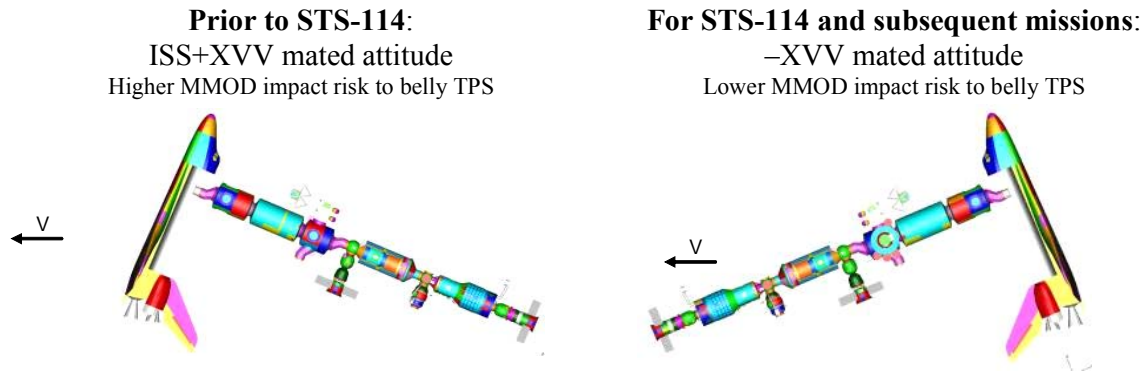 Prior to STS-114:
ISS+XVV mated attitude
Higher MMOD impact risk to belly TPS
V
For STS-114 and subsequent missions:
–XVV mated attitude
Lower MMOD impact risk to belly TPS
V